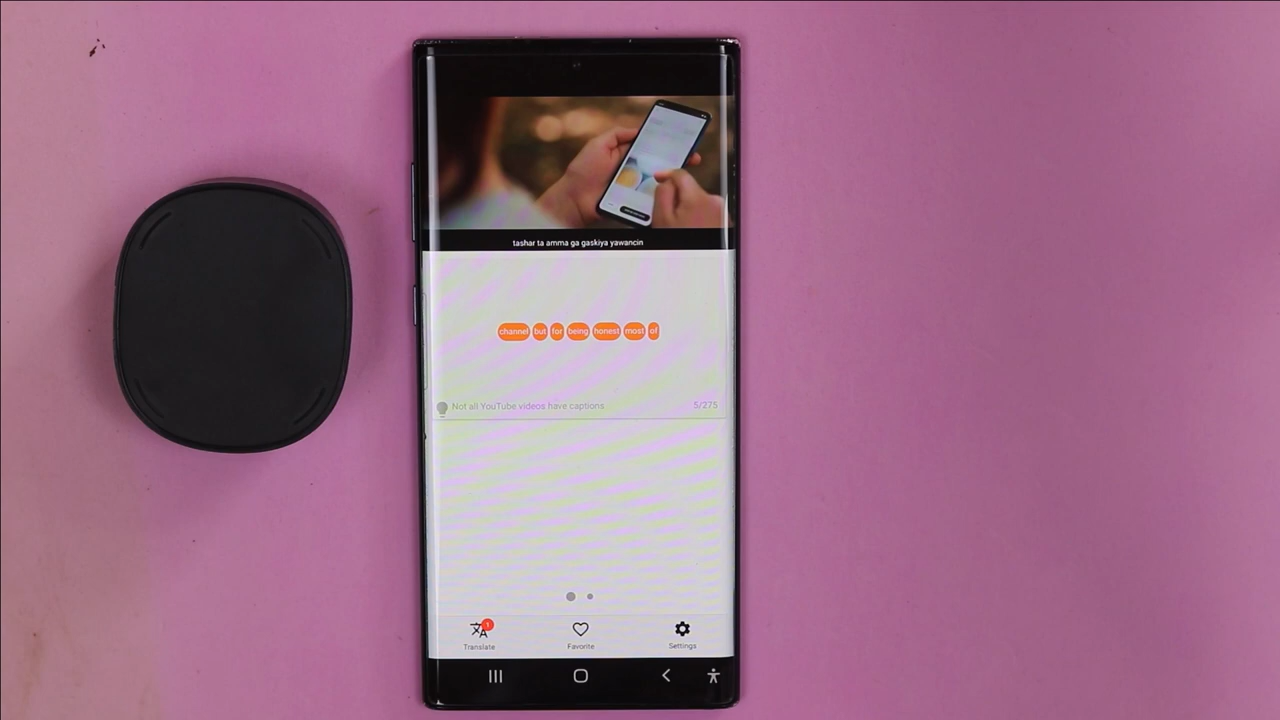 tashar ta amma ga gaskiya yawancin
channel but for being honest most of
Not all YouTube videos have captions 5/275
1
Translate Favorite Settings